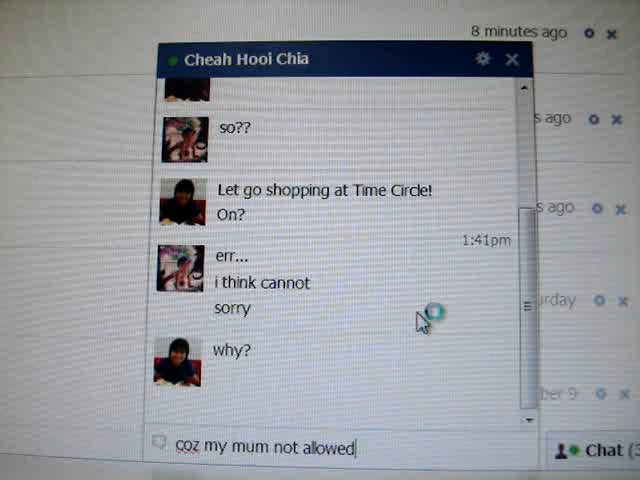 8 minutes ago
Cheah Hooi Chia
so??
s ago
Let go shopping at Time Circle!
On?
s ago
1:41pm
err...
i think cannot
sorry
urday
why?
ber 9
coz my mum not allowed
Chat (3